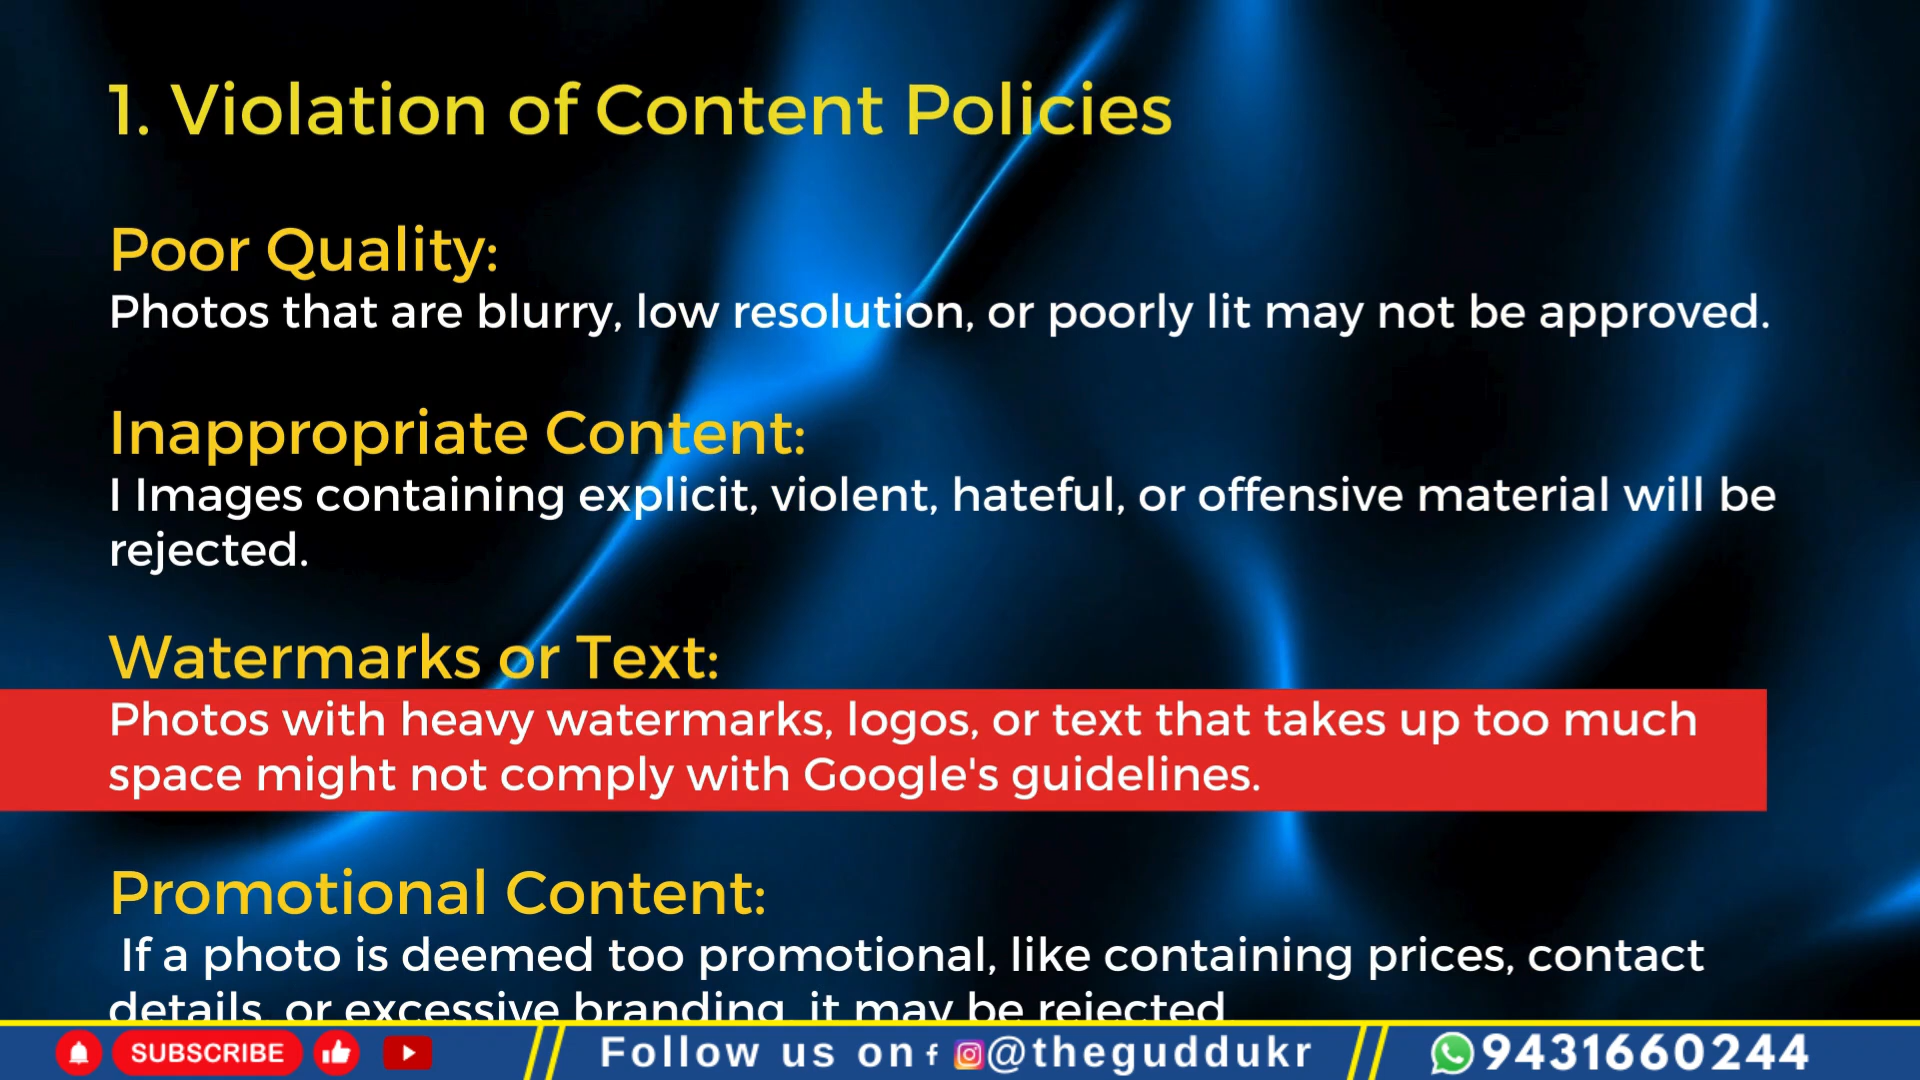 1. Violation of Content Policies
Poor Quality:
Photos that are blurry, low resolution, or poorly lit may not be approved.
Inappropriate Content:
I Images containing explicit, violent, hateful, or offensive material will be
rejected.
Watermarks or Text:
Photos with heavy watermarks, logos, or text that takes up too much
space might not comply with Google's guidelines.
Promotional Content:
If a photo is deemed too promotional, like containing prices, contact
details, or excessive branding, it may be rejected.
SUBSCRIBE
Follow us on f @theguddukr
9431660244